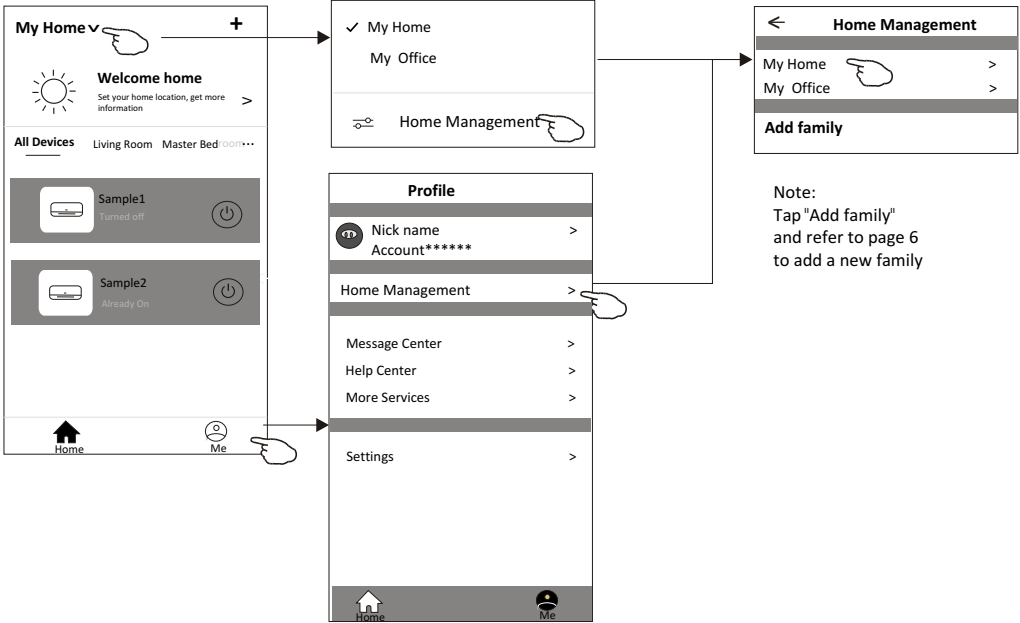 My Home
+
Welcome home
Set your home location, get more
information
>
All Devices Living Room Master Bedroom ...
Sample1
Turned off
Sample2
Already On
Home
Me
✓ My Home
My Office
Home Management
Profile
Nick name >
Account******
Home Management >
Message Center >
Help Center >
More Services >
Settings >
Home
Me
Home Management
My Home >
My Office >
Add family
Note:
Tap "Add family"
and refer to page 6
to add a new family